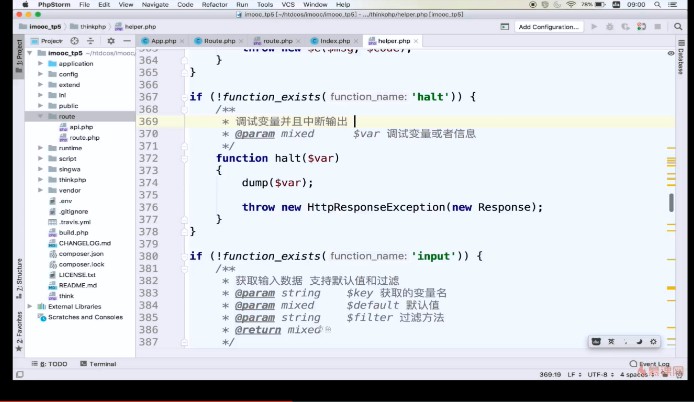 PhpStorm File Edit View Navigate Code Refactor Run Tools VCS Window Help 78% 09:00
imooc_tp5 [~/htdcos/imooc/imooc_tp5] - .../thinkphp/helper.php [imooc_tp5]
imooc_tp5 thinkphp helper.php Add Configuration...
Project App.php Route.php route.php Index.php helper.php
1: Project
Database
imooc_tp5 ~/htdcos/imooc
application
config
extend
public
route
api.php
route.php
runtime
script
singwa
thinkphp
vendor
.env
.gitignore
.travis.yml
build.php
CHANGELOG.md
composer.json
composer.lock
LICENSE.txt
README.md
think
External Libraries
Scratches and Consoles
Z: Structure
2: Favorites
364 }
365 }
366
367 if (!function_exists( function_name: 'halt')) {
368 /**
369 * 调试变量并且中断输出
370 * @param mixed $var 调试变量或者信息
371 */
372 function halt($var)
373 {
374 dump($var);
375
376 throw new HttpResponseException(new Response);
377 }
378 }
379
380 if (!function_exists( function_name: 'input')) {
381 /**
382 * 获取输入数据 支持默认值和过滤
383 * @param string $key 获取的变量名
384 * @param mixed $default 默认值
385 * @param string $filter 过滤方法
386 * @return mixed
387 */
英
6: TODO Terminal Event Log
369:19 LF UTF-8 4 spaces